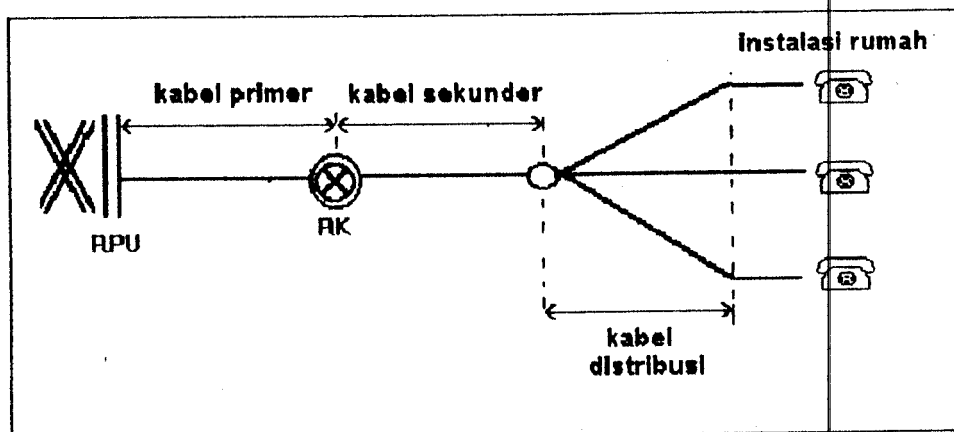 instalasi rumah
kabel primer
kabel sekunder
RPU
RK
kabel
distribusi